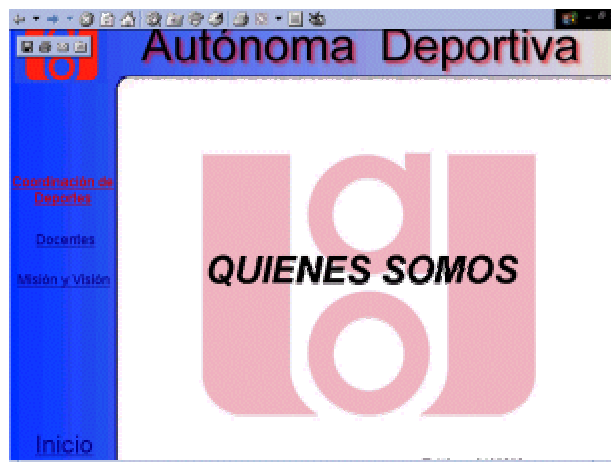 Autónoma Deportiva
Coordinación de
Deportes
Docentes
Misión y Visión
QUIENES SOMOS
Inicio